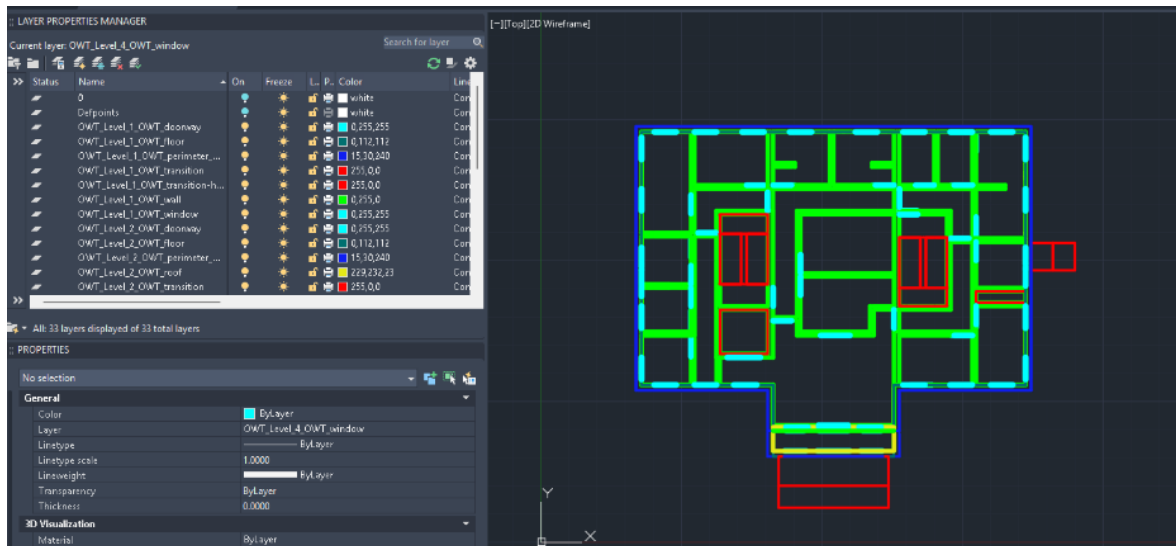 LAYER PROPERTIES MANAGER
Current layer: OWT_Level_4_OWT_window
Search for layer
Status Name On Freeze L.. P.. Color Line
0 white Con
Defpoints white Con
OWT_Level_1_OWT_doorway 0,255,255 Con
OWT_Level_1_OWT_floor 0,112,112 Con
OWT_Level_1_OWT_perimeter_... 15,30,240 Con
OWT_Level_1_OWT_transition 255,0,0 Con
OWT_Level_1_OWT_transition-h... 255,0,0 Con
OWT_Level_1_OWT_wall 0,255,0 Con
OWT_Level_1_OWT_window 0,255,255 Con
OWT_Level_2_OWT_doorway 0,255,255 Con
OWT_Level_2_OWT_floor 0,112,112 Con
OWT_Level_2_OWT_perimeter_... 15,30,240 Con
OWT_Level_2_OWT_roof 229,232,23 Con
OWT_Level_2_OWT_transition 255,0,0 Con
All: 33 layers displayed of 33 total layers
PROPERTIES
No selection
General
Color ByLayer
Layer OWT_Level_4_OWT_window
Linetype ByLayer
Linetype scale 1.0000
Lineweight ByLayer
Transparency ByLayer
Thickness 0.0000
3D Visualization
Material ByLayer
[−][Top][2D Wireframe]
Y
X